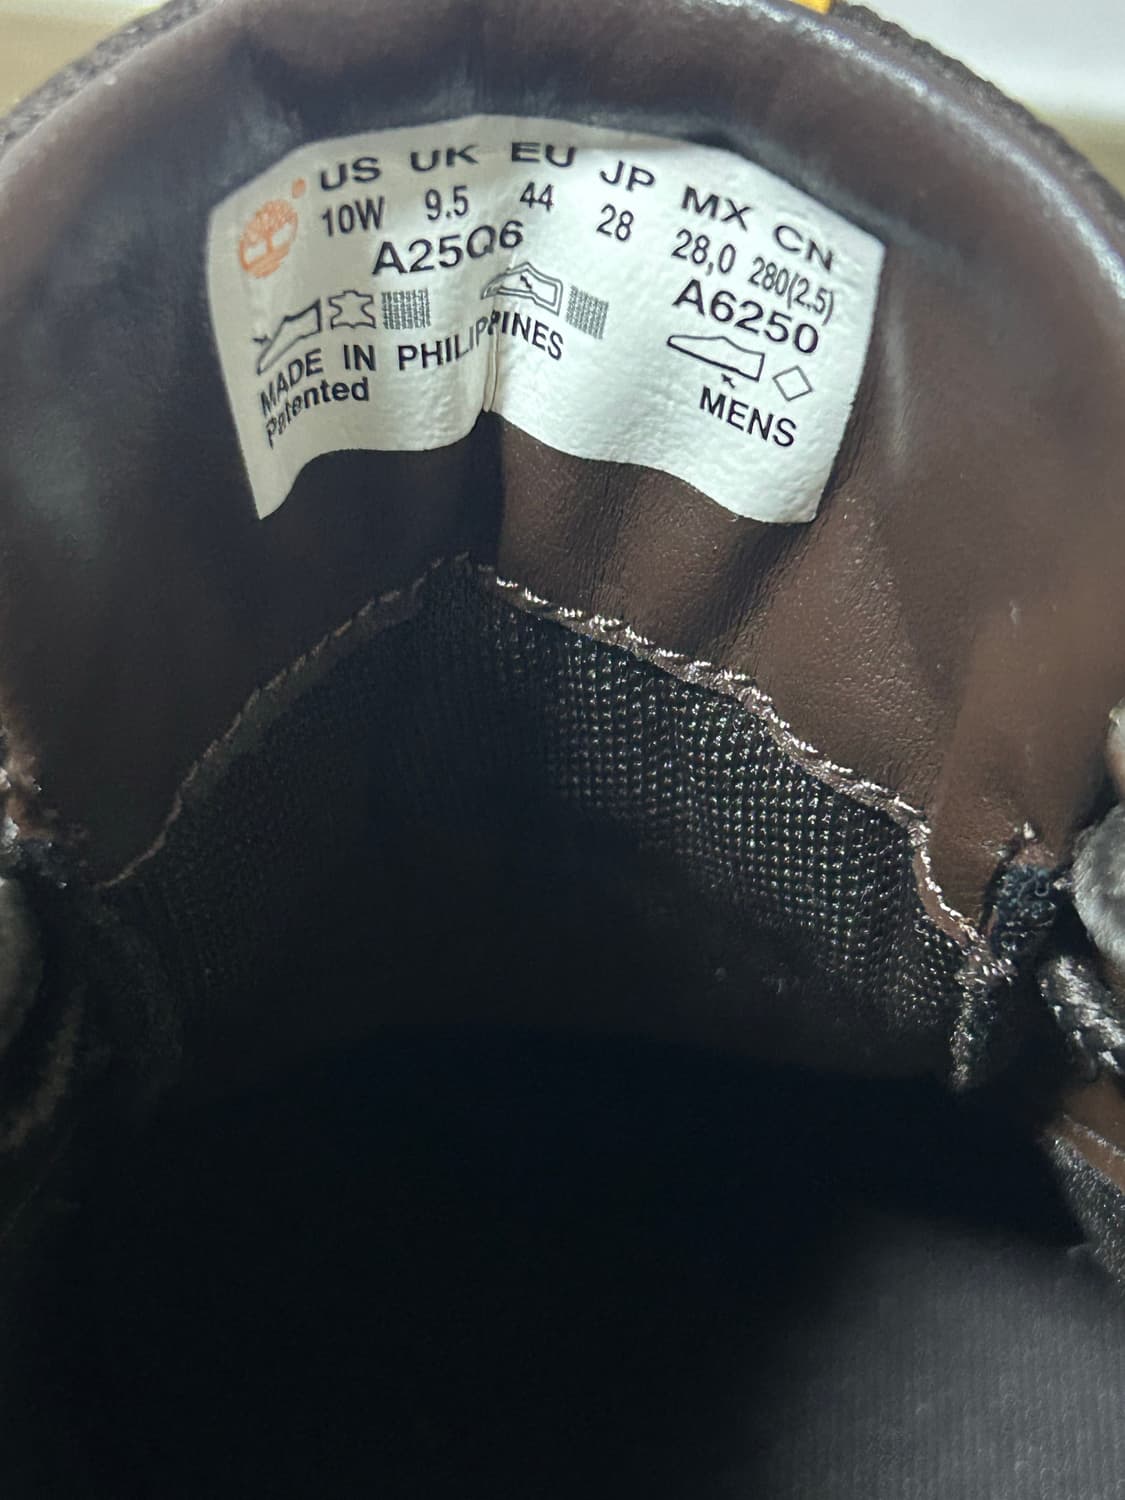 US UK EU JP MX CN
10W 9.5 44 28 28,0 280(2.5)
A25Q6 A6250
MADE IN PHILIPPINES
Patented
MENS